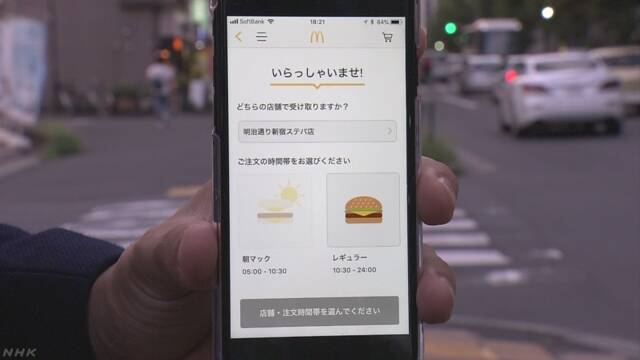 SoftBank 18:21 84%
いらっしゃいませ!
どちらの店舗で受け取りますか?
明治通り新宿ステパ店
ご注文の時間帯をお選びください
朝マック レギュラー
05:00 - 10:30 10:30 - 24:00
店舗・注文時間帯を選んでください
NHK